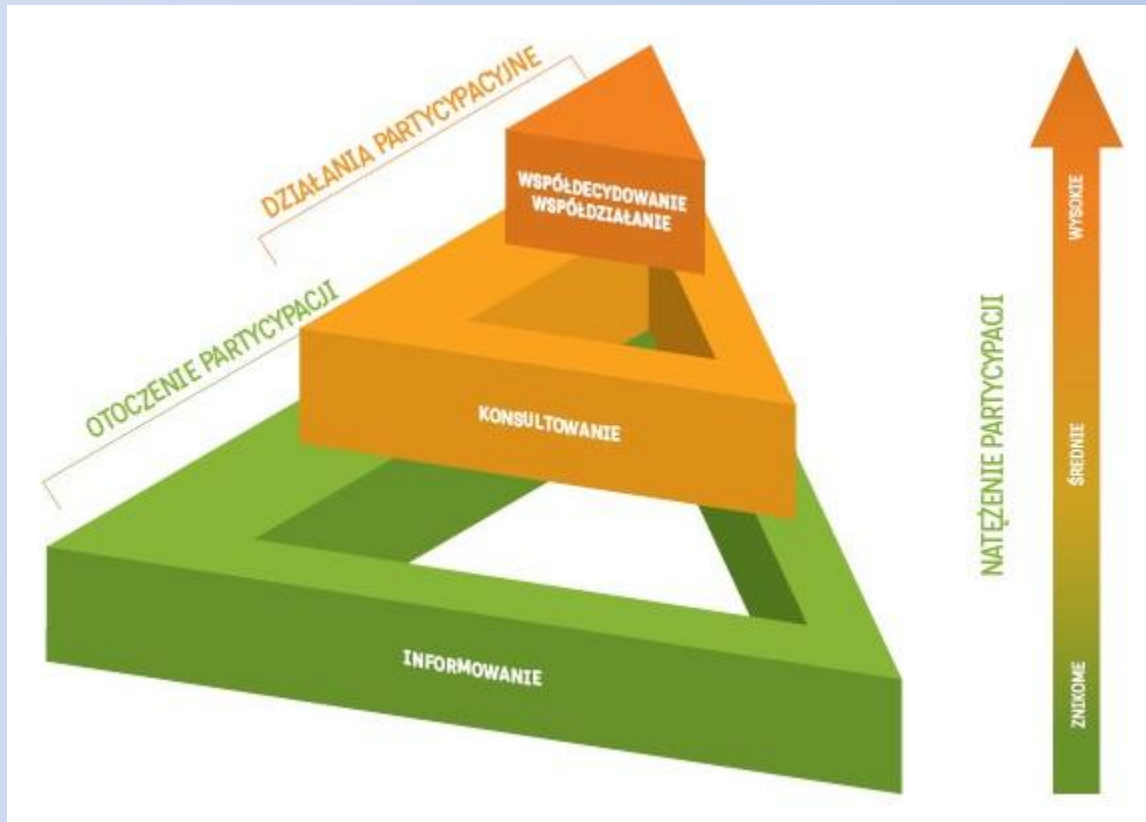 DZIAŁANIA PARTYCYPACYJNE
OTOCZENIE PARTYCYPACJI
WSPÓŁDECYDOWANIE
WSPÓŁDZIAŁANIE
KONSULTOWANIE
INFORMOWANIE
NATĘŻENIE PARTYCYPACJI
WYSOKIE
ŚREDNIE
ZNIKOME